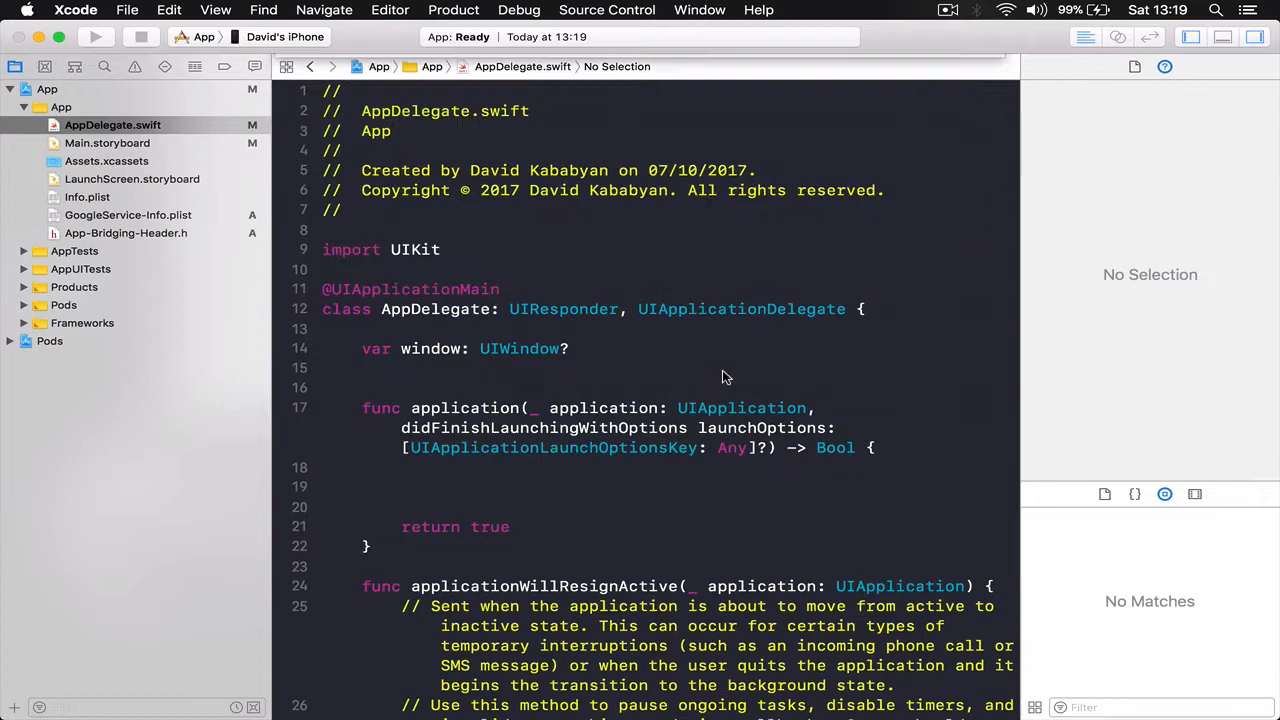 Xcode File Edit View Find Navigate Editor Product Debug Source Control Window Help 99% Sat 13:19
App David's iPhone App: Ready Today at 13:19
App App AppDelegate.swift No Selection
App M
App
AppDelegate.swift M
Main.storyboard M
Assets.xcassets
LaunchScreen.storyboard
Info.plist
GoogleService-Info.plist A
App-Bridging-Header.h A
AppTests
AppUITests
Products
Pods
Frameworks
Pods
1 //
2 // AppDelegate.swift
3 // App
4 //
5 // Created by David Kababyan on 07/10/2017.
6 // Copyright © 2017 David Kababyan. All rights reserved.
7 //
8
9 import UIKit
10
11 @UIApplicationMain
12 class AppDelegate: UIResponder, UIApplicationDelegate {
13
14 var window: UIWindow?
15
16
17 func application(_ application: UIApplication,
didFinishLaunchingWithOptions launchOptions:
[UIApplicationLaunchOptionsKey: Any]?) -> Bool {
18
19
20
21 return true
22 }
23
24 func applicationWillResignActive(_ application: UIApplication) {
25 // Sent when the application is about to move from active to
inactive state. This can occur for certain types of
temporary interruptions (such as an incoming phone call or
SMS message) or when the user quits the application and it
begins the transition to the background state.
26 // Use this method to pause ongoing tasks, disable timers, and
No Selection
No Matches
Filter